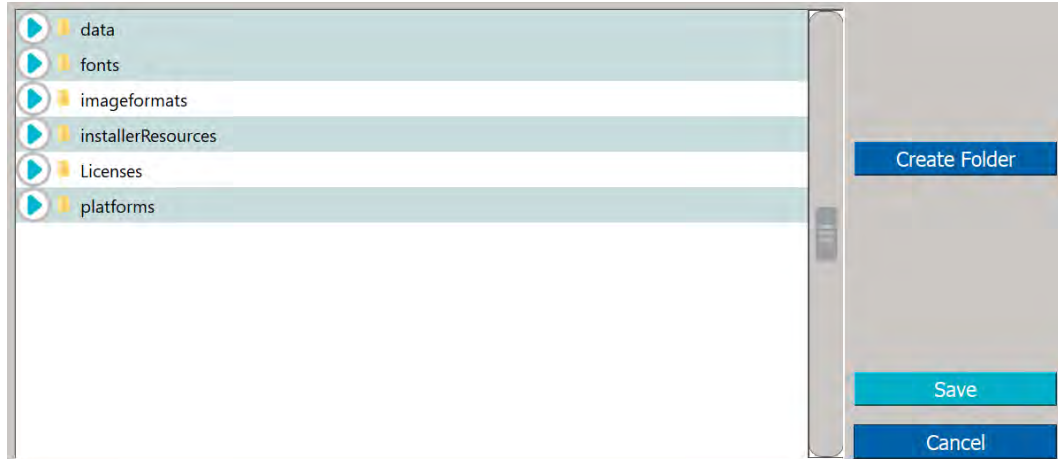 data
fonts
imageformats
installerResources
Licenses
platforms
Create Folder
Save
Cancel